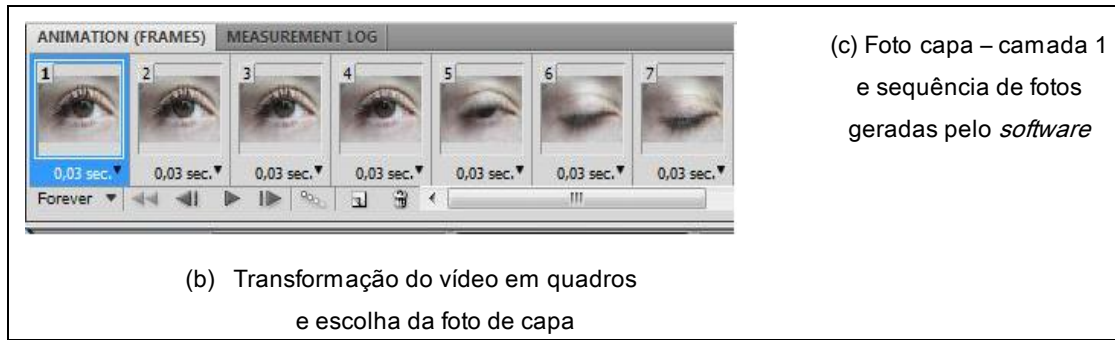 ANIMATION (FRAMES) MEASUREMENT LOG
1 2 3 4 5 6 7
0,03 sec. 0,03 sec. 0,03 sec. 0,03 sec. 0,03 sec. 0,03 sec. 0,03 sec.
Forever
(b) Transformação do vídeo em quadros
e escolha da foto de capa
(c) Foto capa – camada 1
e sequência de fotos
geradas pelo software